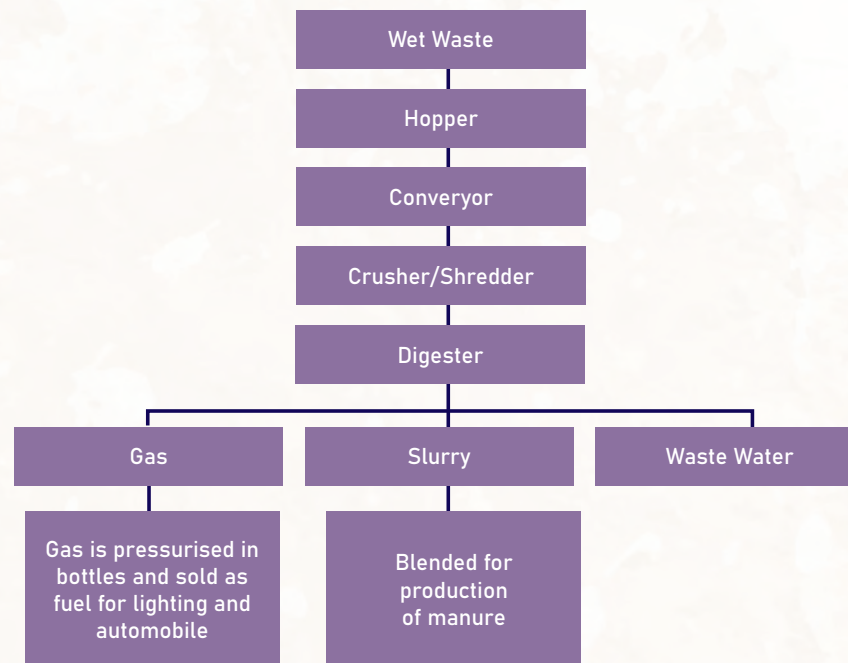 Wet Waste
Hopper
Converyor
Crusher/Shredder
Digester
Gas
Slurry
Waste Water
Gas is pressurised in
bottles and sold as
fuel for lighting and
automobile
Blended for
production
of manure